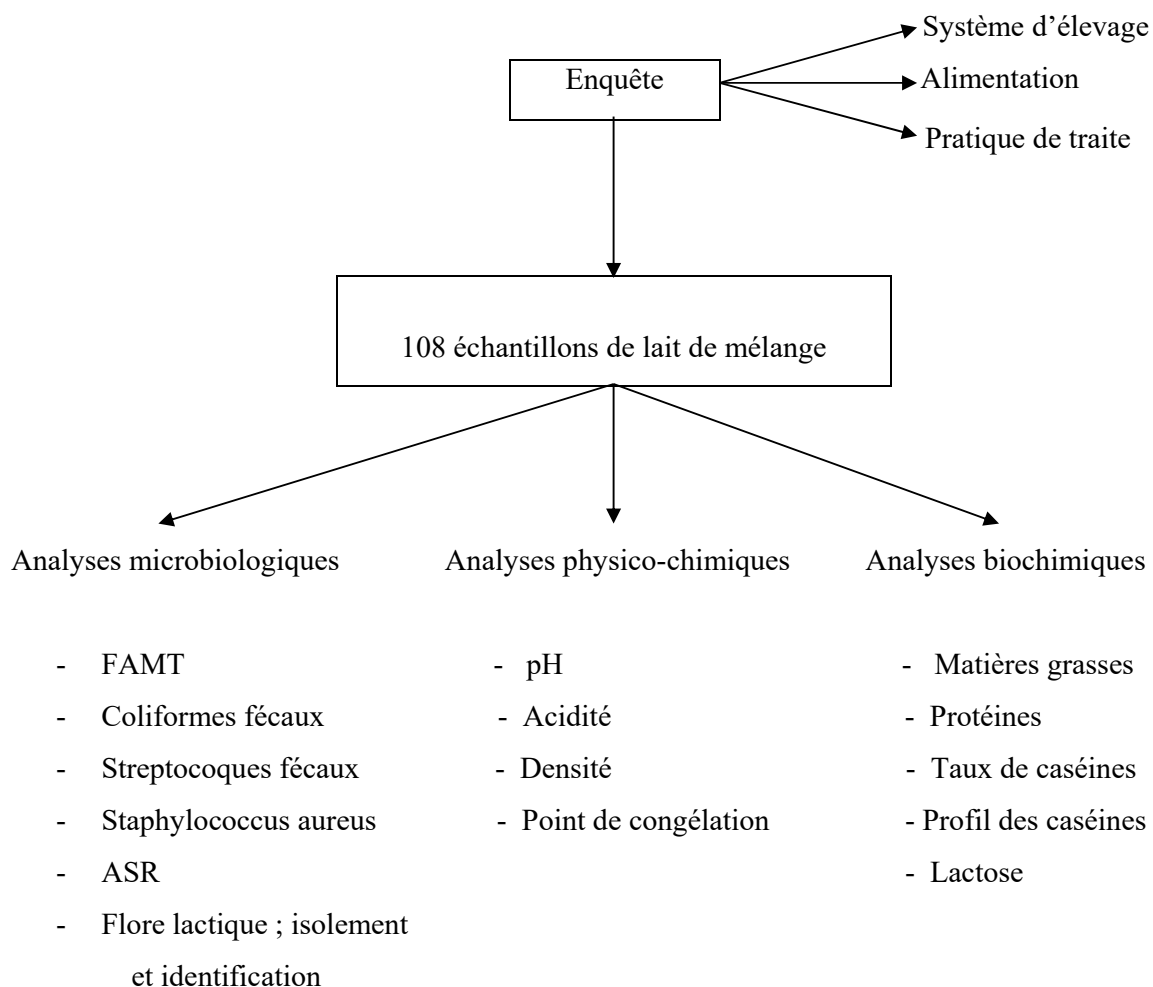 Système d’élevage
Enquête
Alimentation
Pratique de traite
108 échantillons de lait de mélange
Analyses microbiologiques
- FAMT
- Coliformes fécaux
- Streptocoques fécaux
- Staphylococcus aureus
- ASR
- Flore lactique ; isolement
et identification
Analyses physico-chimiques
- pH
- Acidité
- Densité
- Point de congélation
Analyses biochimiques
- Matières grasses
- Protéines
- Taux de caséines
- Profil des caséines
- Lactose